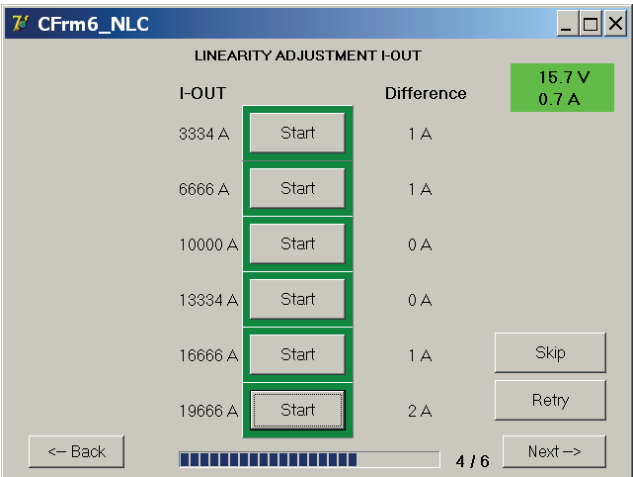 CFrm6_NLC
LINEARITY ADJUSTMENT I-OUT
15.7 V
0.7 A
I-OUT Difference
3334 A Start 1 A
6666 A Start 1 A
10000 A Start 0 A
13334 A Start 0 A
16666 A Start 1 A
Skip
19666 A Start 2 A
Retry
<-- Back 4 / 6 Next -->